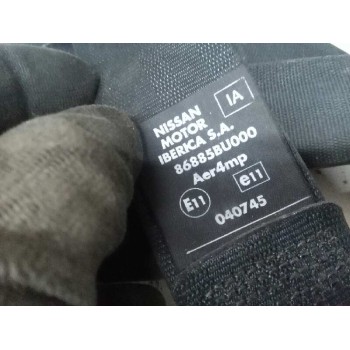 IA
NISSAN
MOTOR
IBERICA S.A.
86885BU000
Aer4mp
E11 e11
040745